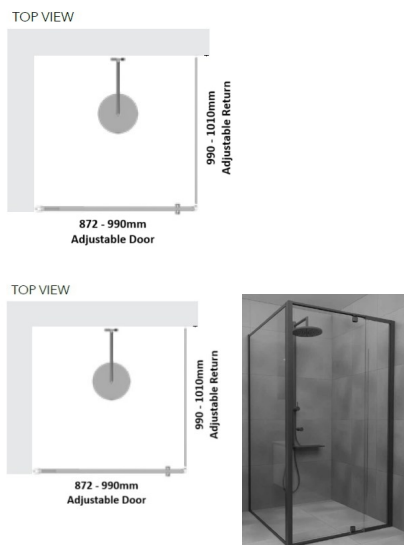 TOP VIEW
990 - 1010mm
Adjustable Return
872 - 990mm
Adjustable Door
TOP VIEW
990 - 1010mm
Adjustable Return
872 - 990mm
Adjustable Door